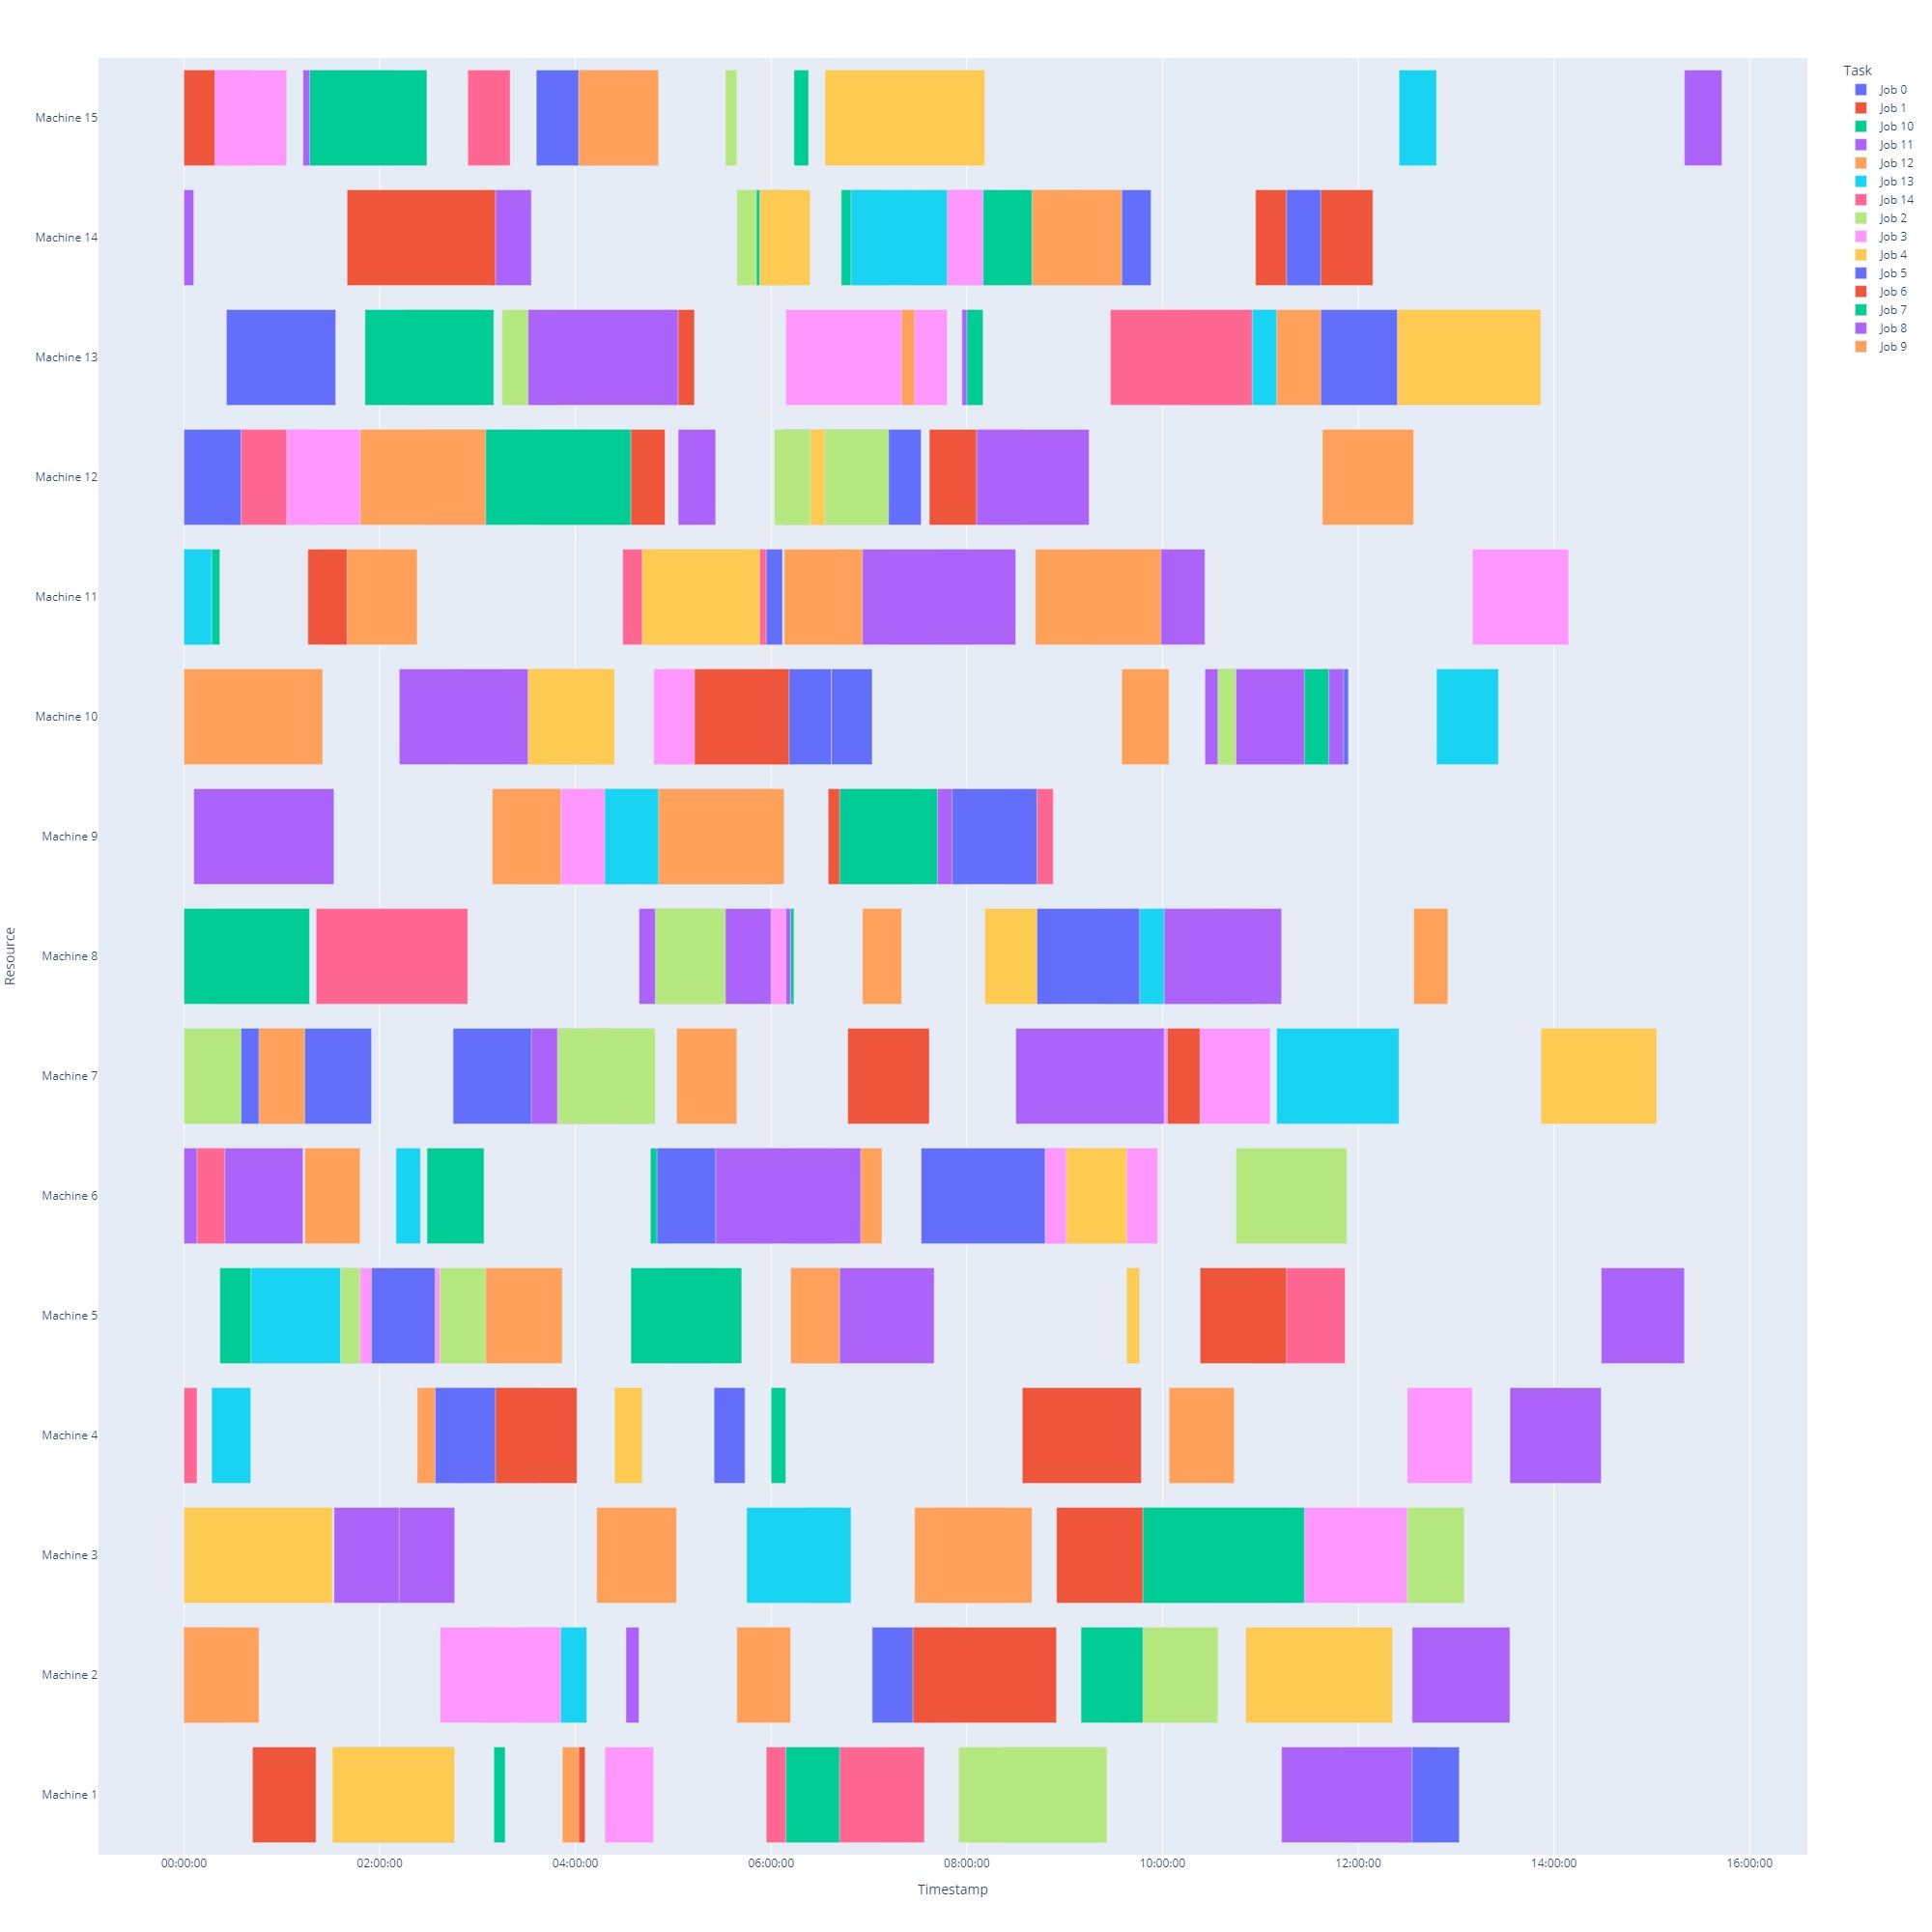 Task
Job 0
Job 1
Job 10
Job 11
Job 12
Job 13
Job 14
Job 2
Job 3
Job 4
Job 5
Job 6
Job 7
Job 8
Job 9
Machine 15
Machine 14
Machine 13
Machine 12
Machine 11
Machine 10
Machine 9
Machine 8
Machine 7
Machine 6
Machine 5
Machine 4
Machine 3
Machine 2
Machine 1
Resource
00:00:00 02:00:00 04:00:00 06:00:00 08:00:00 10:00:00 12:00:00 14:00:00 16:00:00
Timestamp